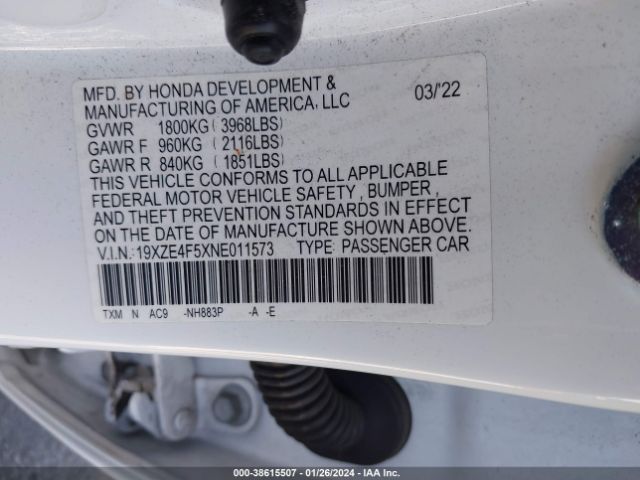 MFD. BY HONDA DEVELOPMENT &
MANUFACTURING OF AMERICA, LLC 03/'22
GVWR 1800KG ( 3968LBS)
GAWR F 960KG ( 2116LBS)
GAWR R 840KG ( 1851LBS)
THIS VEHICLE CONFORMS TO ALL APPLICABLE
FEDERAL MOTOR VEHICLE SAFETY , BUMPER ,
AND THEFT PREVENTION STANDARDS IN EFFECT
ON THE DATE OF MANUFACTURE SHOWN ABOVE.
V.I.N.: 19XZE4F5XNE011573 TYPE: PASSENGER CAR
TXM N AC9 -NH883P -A -E
000-38615507 - 01/26/2024 - IAA Inc.